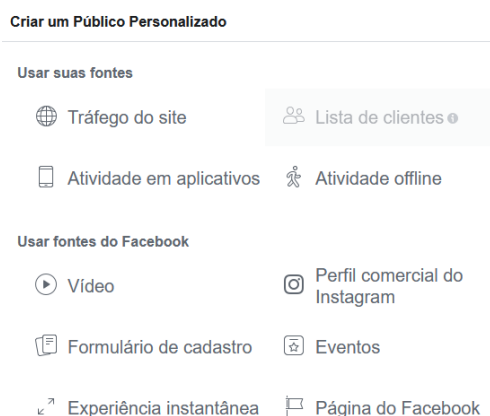 Criar um Público Personalizado
Usar suas fontes
Tráfego do site
Lista de clientes
Atividade em aplicativos
Atividade offline
Usar fontes do Facebook
Vídeo
Perfil comercial do
Instagram
Formulário de cadastro
Eventos
Experiência instantânea
Página do Facebook